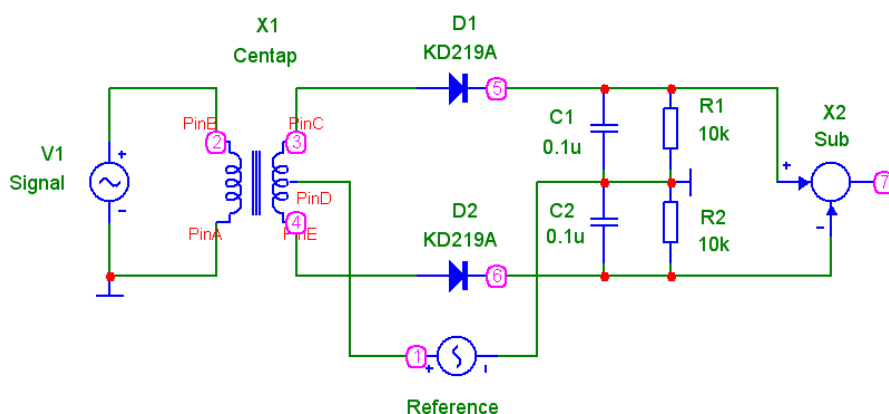 X1
Centap
D1
KD219A
PinB
2
PinC
3
5
C1
0.1u
R1
10k
X2
Sub
+
7
V1
Signal
+
-
PinD
4
PinA
PinE
D2
KD219A
6
C2
0.1u
R2
10k
-
1
+
-
Reference